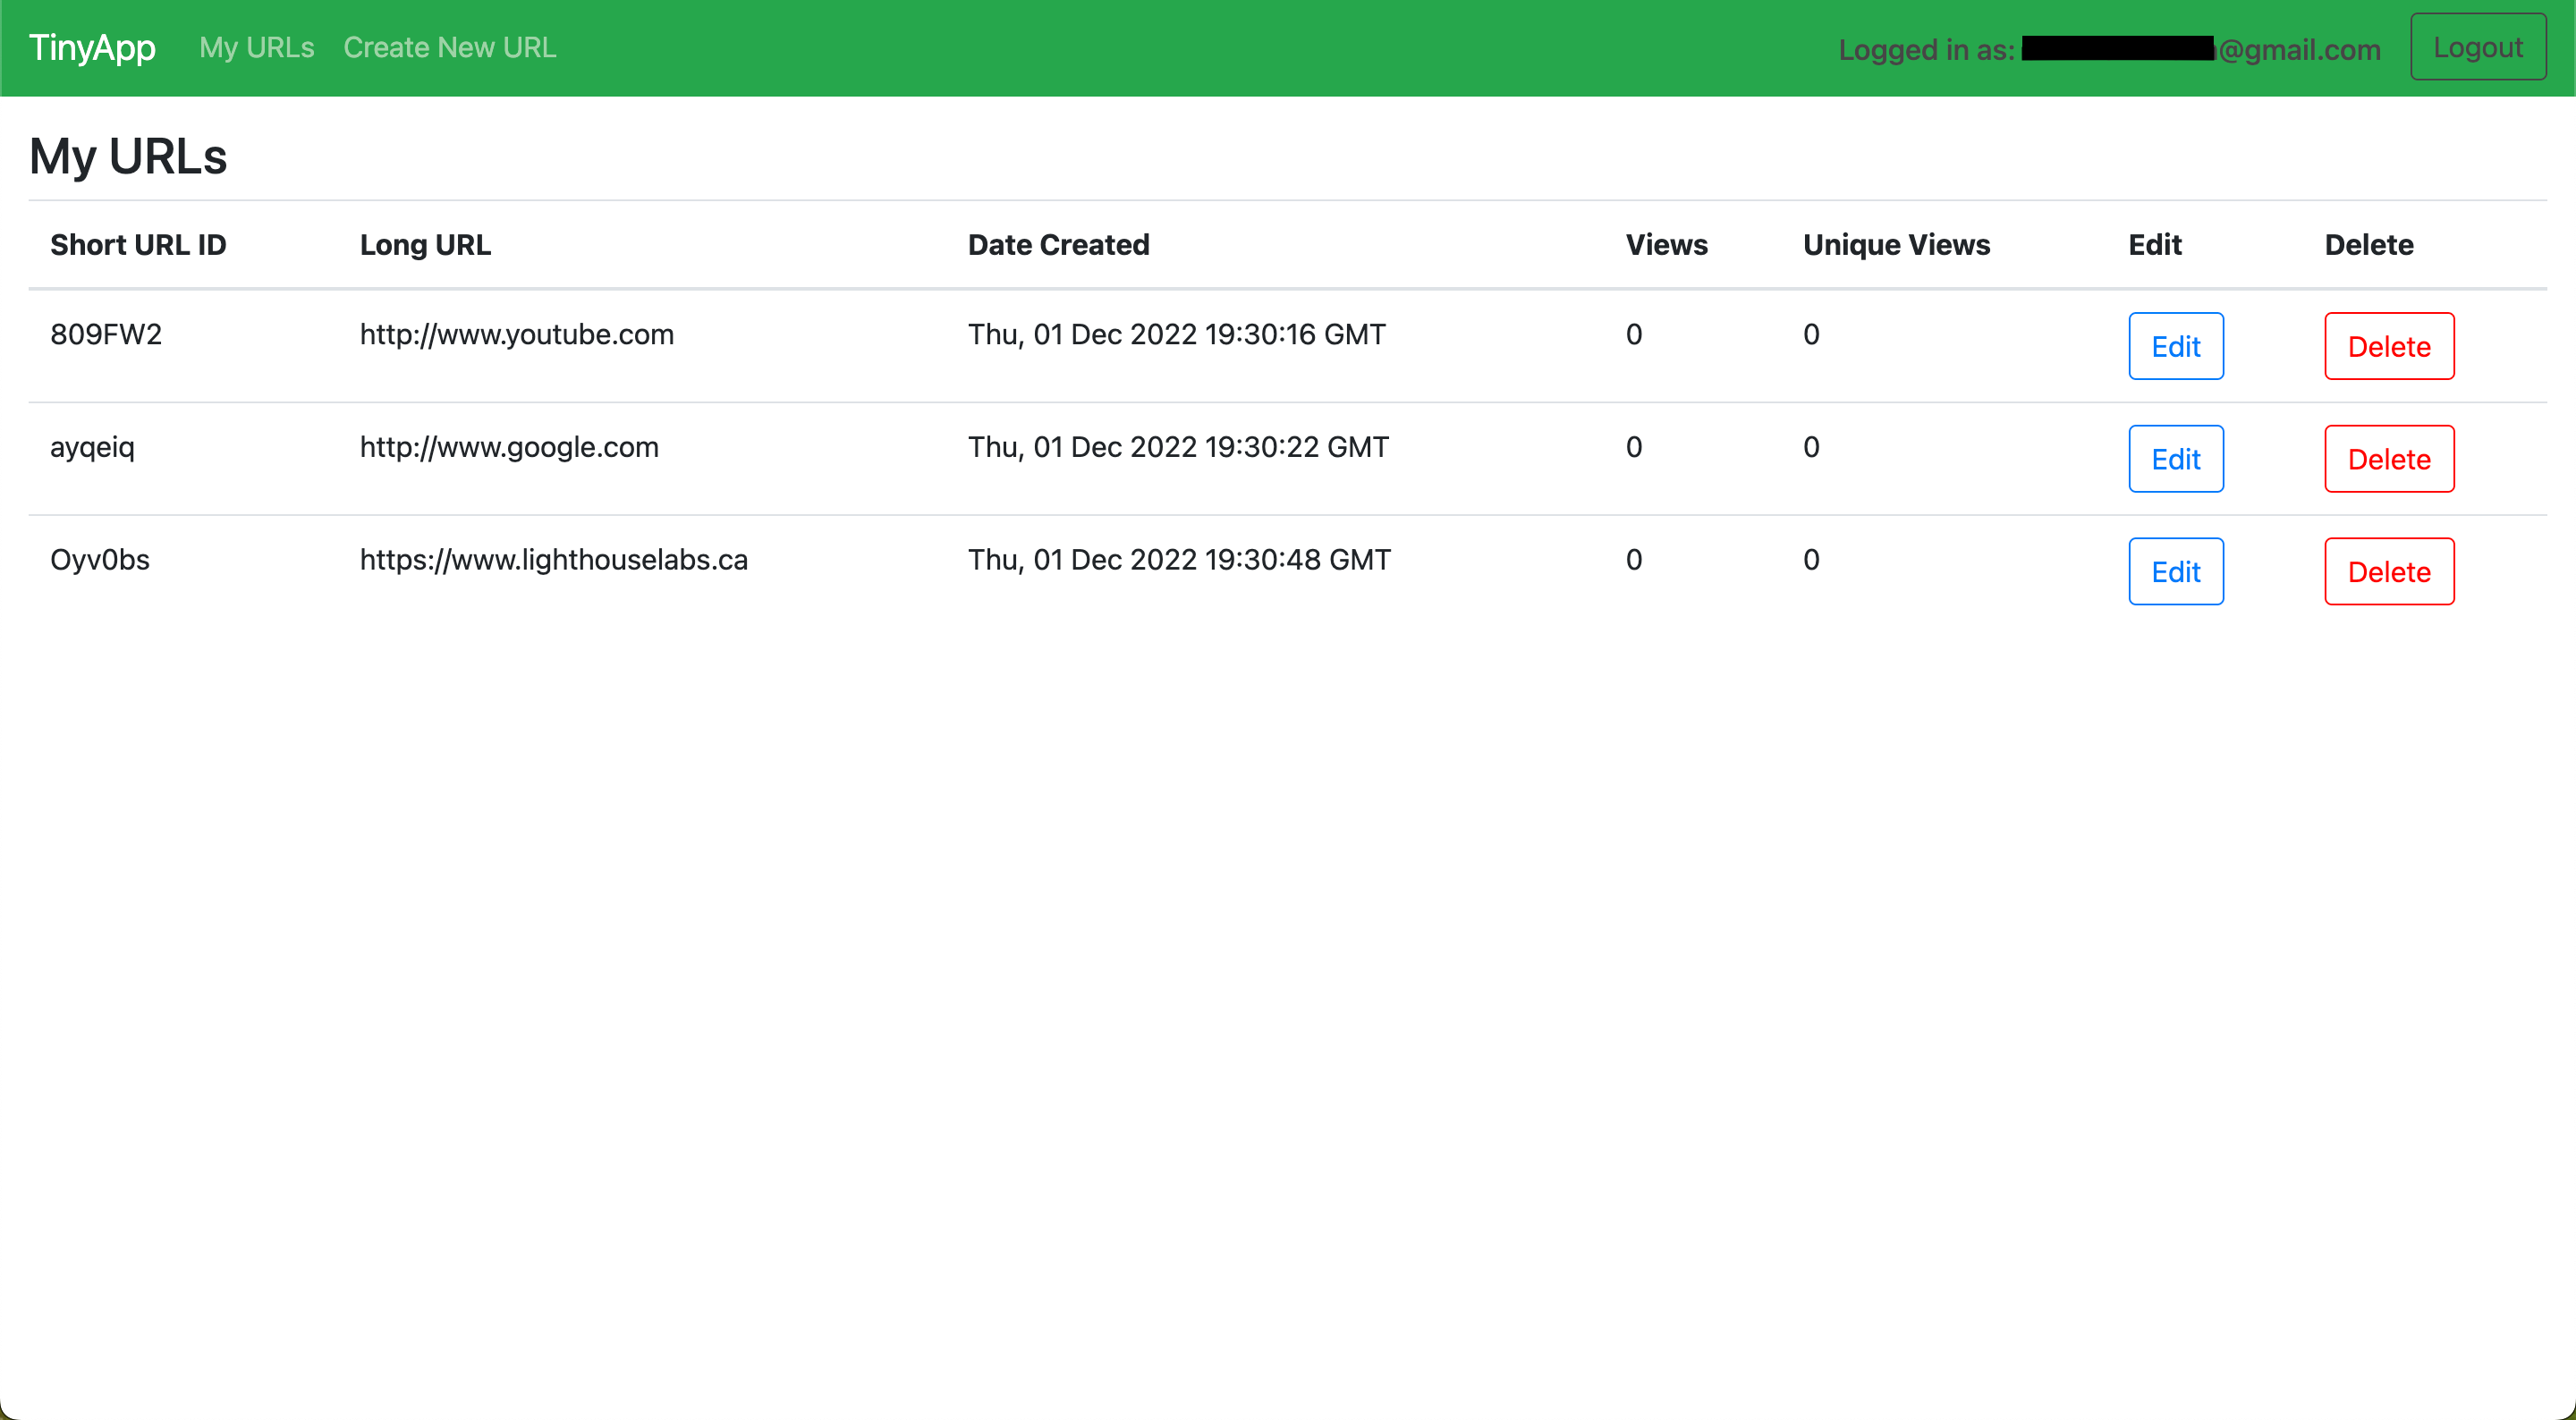 TinyApp My URLs Create New URL Logged in as: @gmail.com Logout
My URLs
Short URL ID Long URL Date Created Views Unique Views Edit Delete
809FW2 http://www.youtube.com Thu, 01 Dec 2022 19:30:16 GMT 0 0 Edit Delete
ayqeiq http://www.google.com Thu, 01 Dec 2022 19:30:22 GMT 0 0 Edit Delete
Oyv0bs https://www.lighthouselabs.ca Thu, 01 Dec 2022 19:30:48 GMT 0 0 Edit Delete